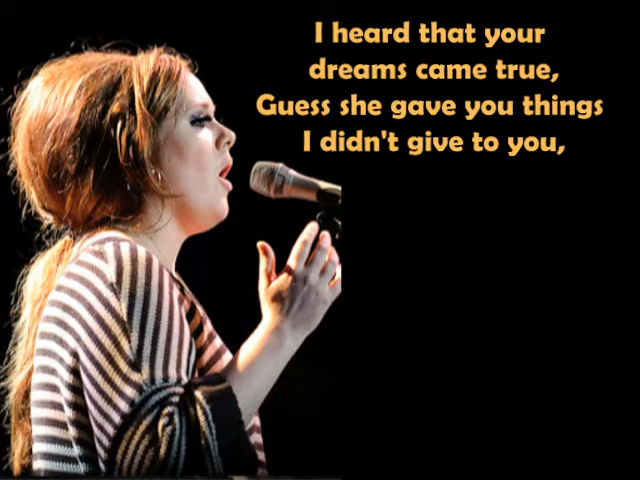 I heard that your
dreams came true,
Guess she gave you things
I didn't give to you,